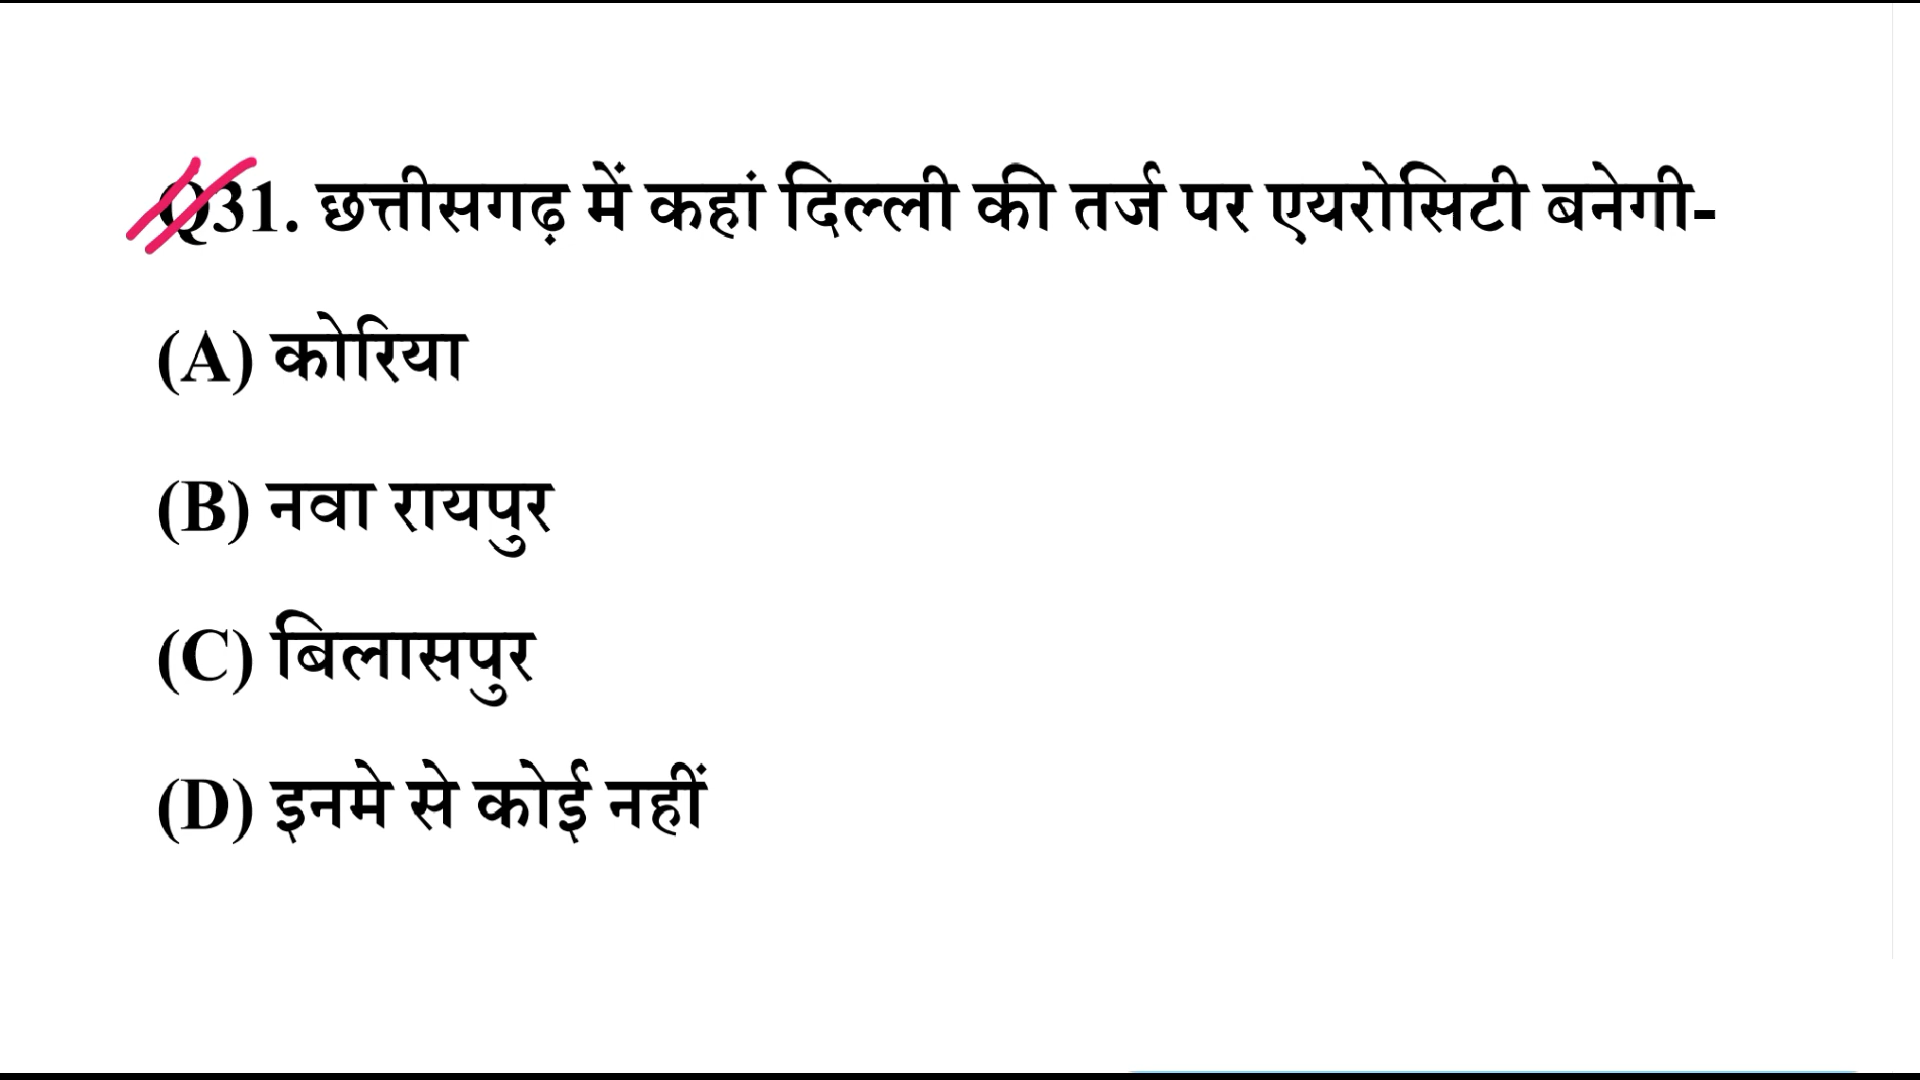 Q31. छत्तीसगढ़ में कहां दिल्ली की तर्ज पर एयरोसिटी बनेगी-
(A) कोरिया
(B) नवा रायपुर
(C) बिलासपुर
(D) इनमे से कोई नहीं